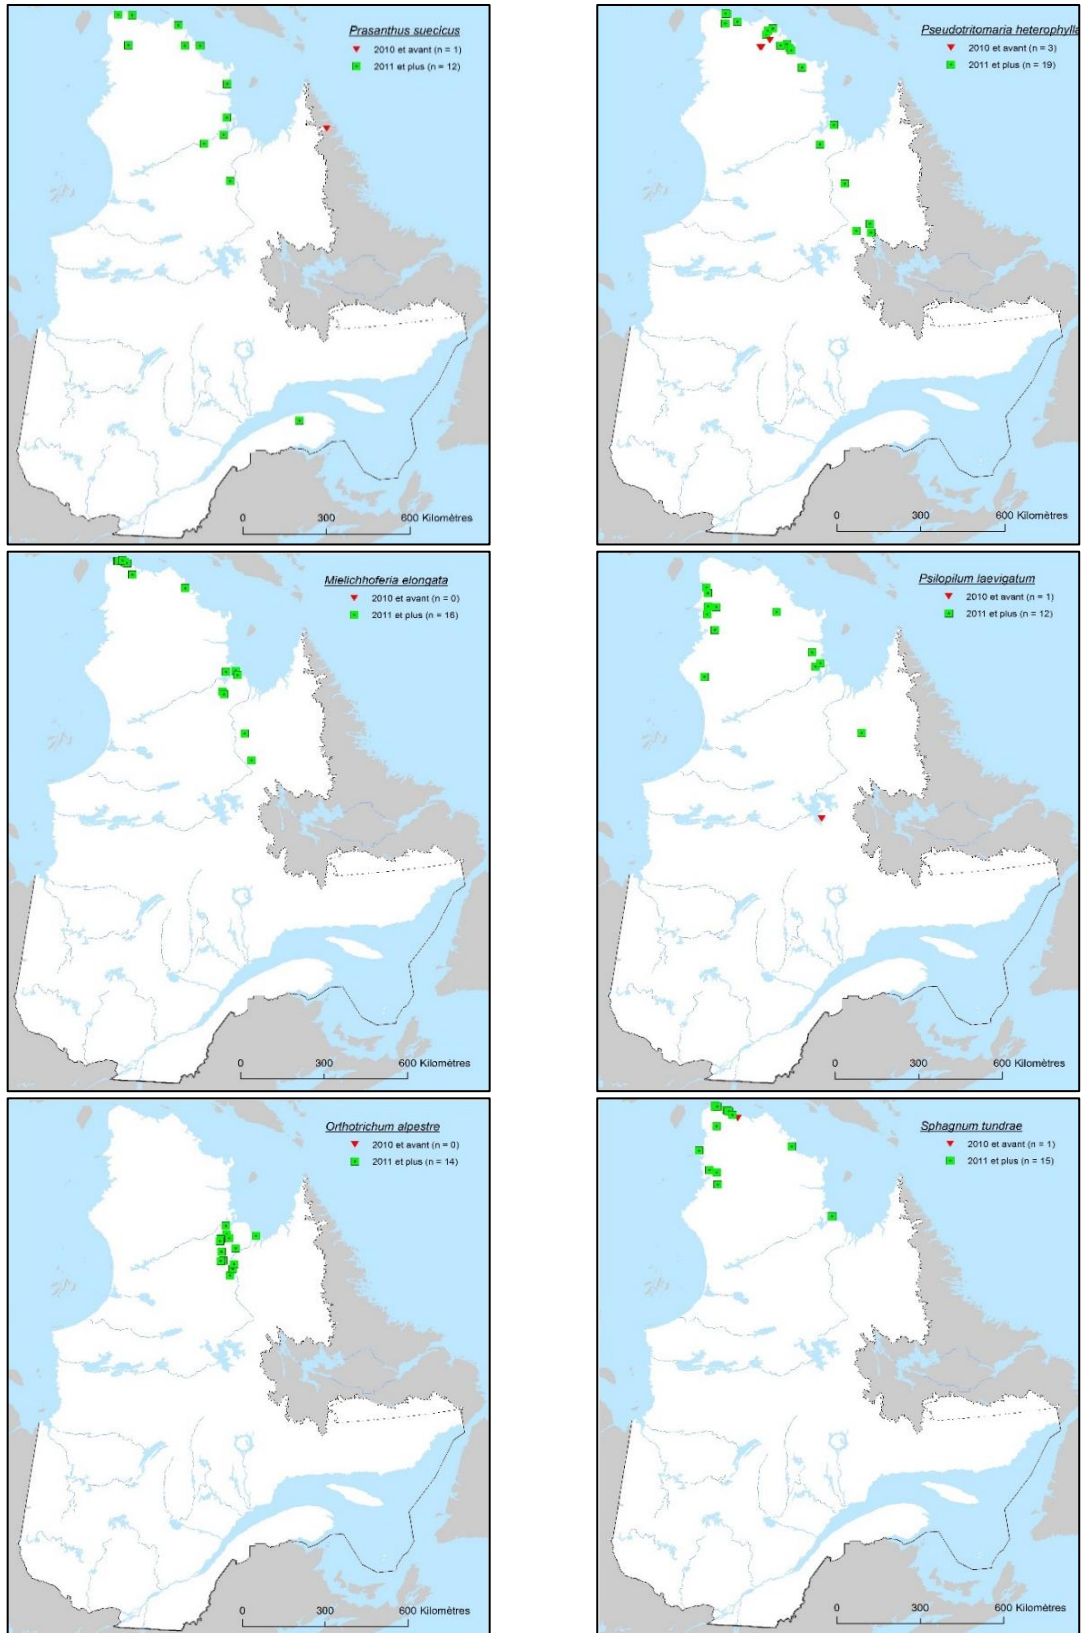 Prasanthus suecicus
2010 et avant (n = 1)
2011 et plus (n = 12)
0 300 600 Kilomètres
Pseudotritomaria heterophylla
2010 et avant (n = 3)
2011 et plus (n = 19)
0 300 600 Kilomètres
Mielichhoferia elongata
2010 et avant (n = 0)
2011 et plus (n = 16)
0 300 600 Kilomètres
Psilopilum laevigatum
2010 et avant (n = 1)
2011 et plus (n = 12)
0 300 600 Kilomètres
Orthotrichum alpestre
2010 et avant (n = 0)
2011 et plus (n = 14)
0 300 600 Kilomètres
Sphagnum tundrae
2010 et avant (n = 1)
2011 et plus (n = 15)
0 300 600 Kilomètres